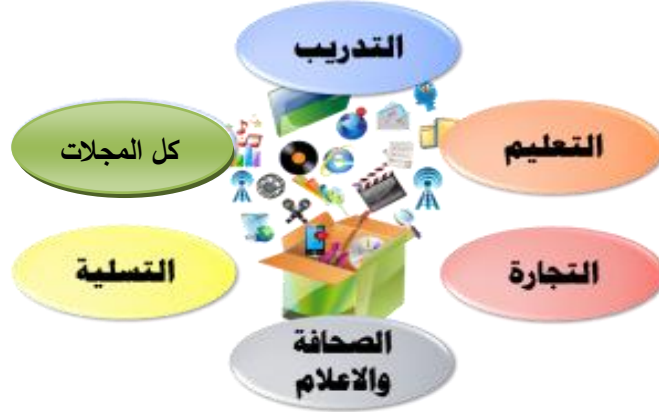 التدريب
كل المجلات
التعليم
التسلية
التجارة
الصحافة
والاعلام